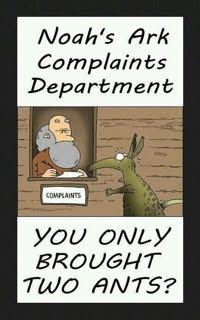 Noah's Ark
Complaints
Department
COMPLAINTS
YOU ONLY
BROUGHT
TWO ANTS?